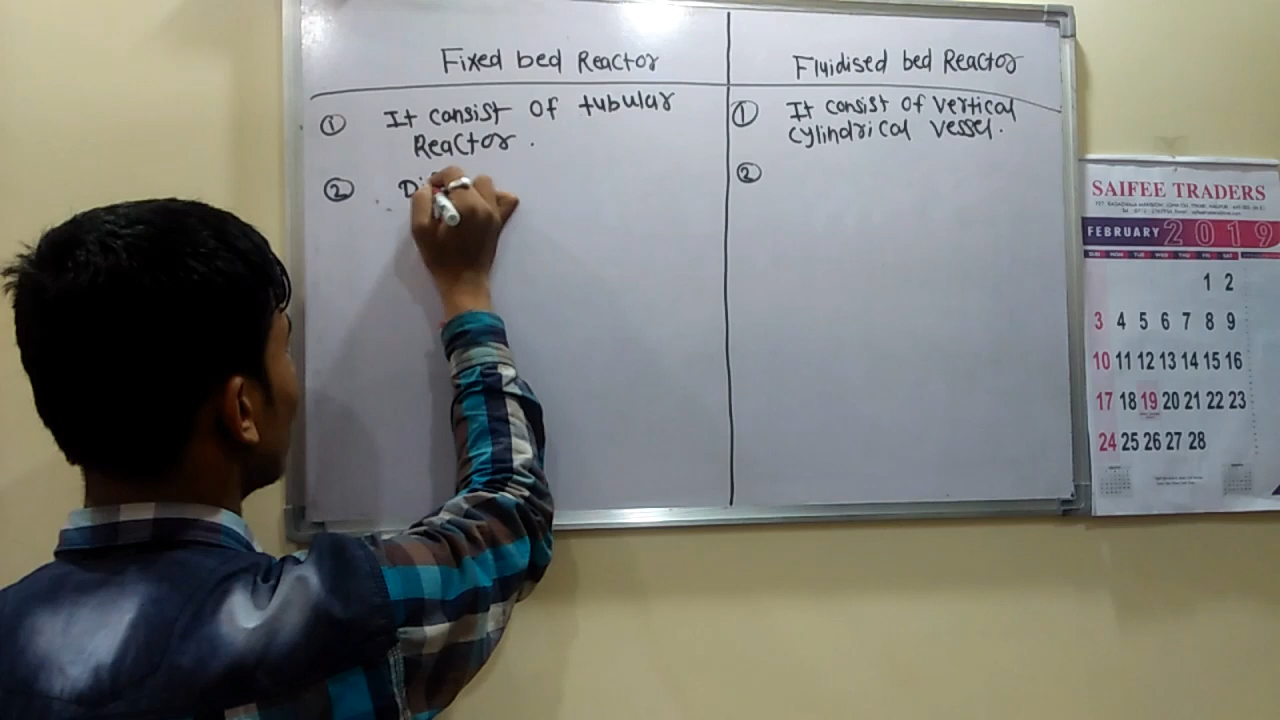 Fixed bed Reactor
Fluidised bed Reactor
① It consist of tubular
Reactor .
① It consist of vertical
cylindrical vessel.
②
②
SAIFEE TRADERS
FEBRUARY 2019
SUN MON TUE WED THU FRI SAT
1 2
3 4 5 6 7 8 9
10 11 12 13 14 15 16
17 18 19 20 21 22 23
24 25 26 27 28